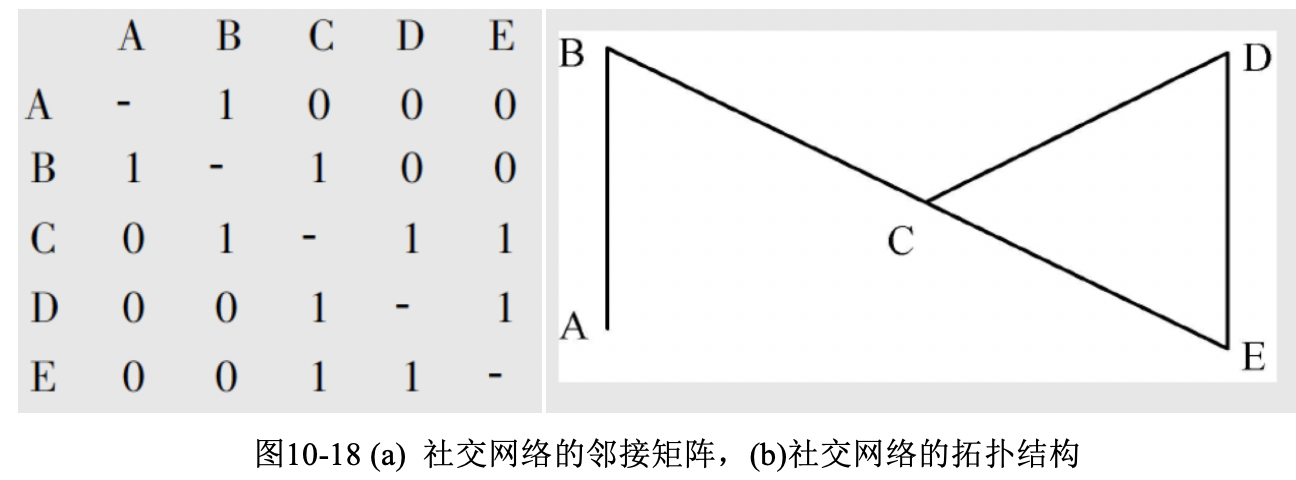 A B C D E
A - 1 0 0 0
B 1 - 1 0 0
C 0 1 - 1 1
D 0 0 1 - 1
E 0 0 1 1 -
B
D
C
A
E
图10-18 (a) 社交网络的邻接矩阵，(b)社交网络的拓扑结构